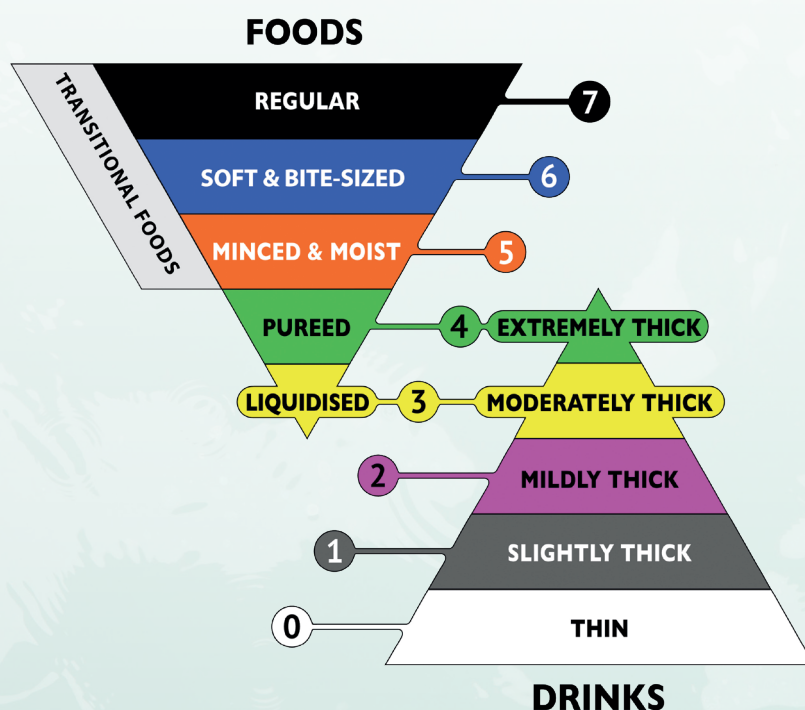 FOODS
TRANSITIONAL FOODS
REGULAR
7
SOFT & BITE-SIZED
6
MINCED & MOIST
5
PUREED
4
EXTREMELY THICK
LIQUIDISED
3
MODERATELY THICK
2
MILDLY THICK
1
SLIGHTLY THICK
0
THIN
DRINKS